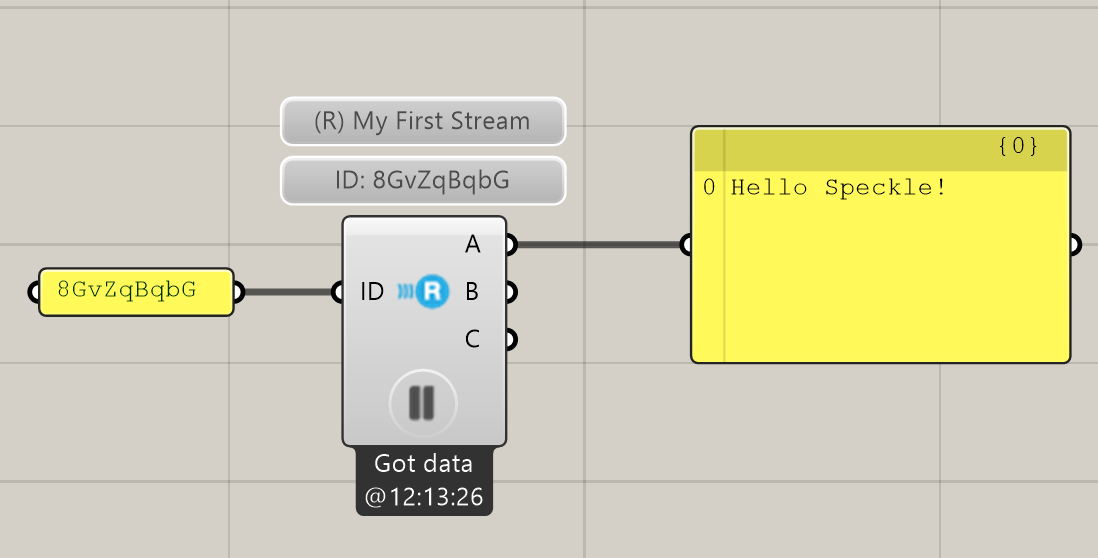 (R) My First Stream
ID: 8GvZqBqbG
8GvZqBqbG
ID
R
A
B
C
Got data
@12:13:26
{0}
0 Hello Speckle!